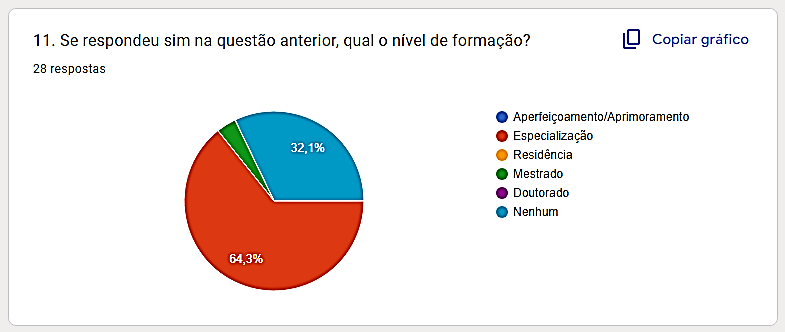 11. Se respondeu sim na questão anterior, qual o nível de formação?
Copiar gráfico
28 respostas
32,1%
64,3%
Aperfeiçoamento/Aprimoramento
Especialização
Residência
Mestrado
Doutorado
Nenhum